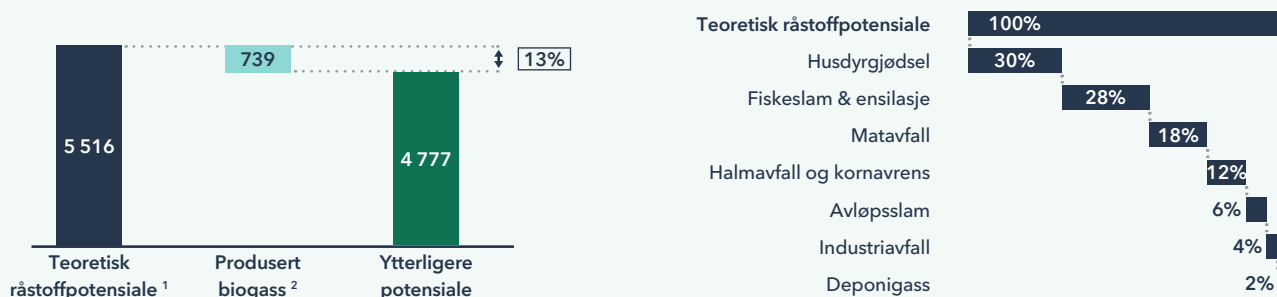 739
13%
5 516
4 777
Teoretisk
råstoffpotensiale ¹
Produsert
biogass ²
Ytterligere
potensiale
Teoretisk råstoffpotensiale
100%
Husdyrgjødsel
30%
Fiskeslam & ensilasje
28%
Matavfall
18%
Halmavfall og kornavrens
12%
Avløpsslam
6%
Industriavfall
4%
Deponigass
2%